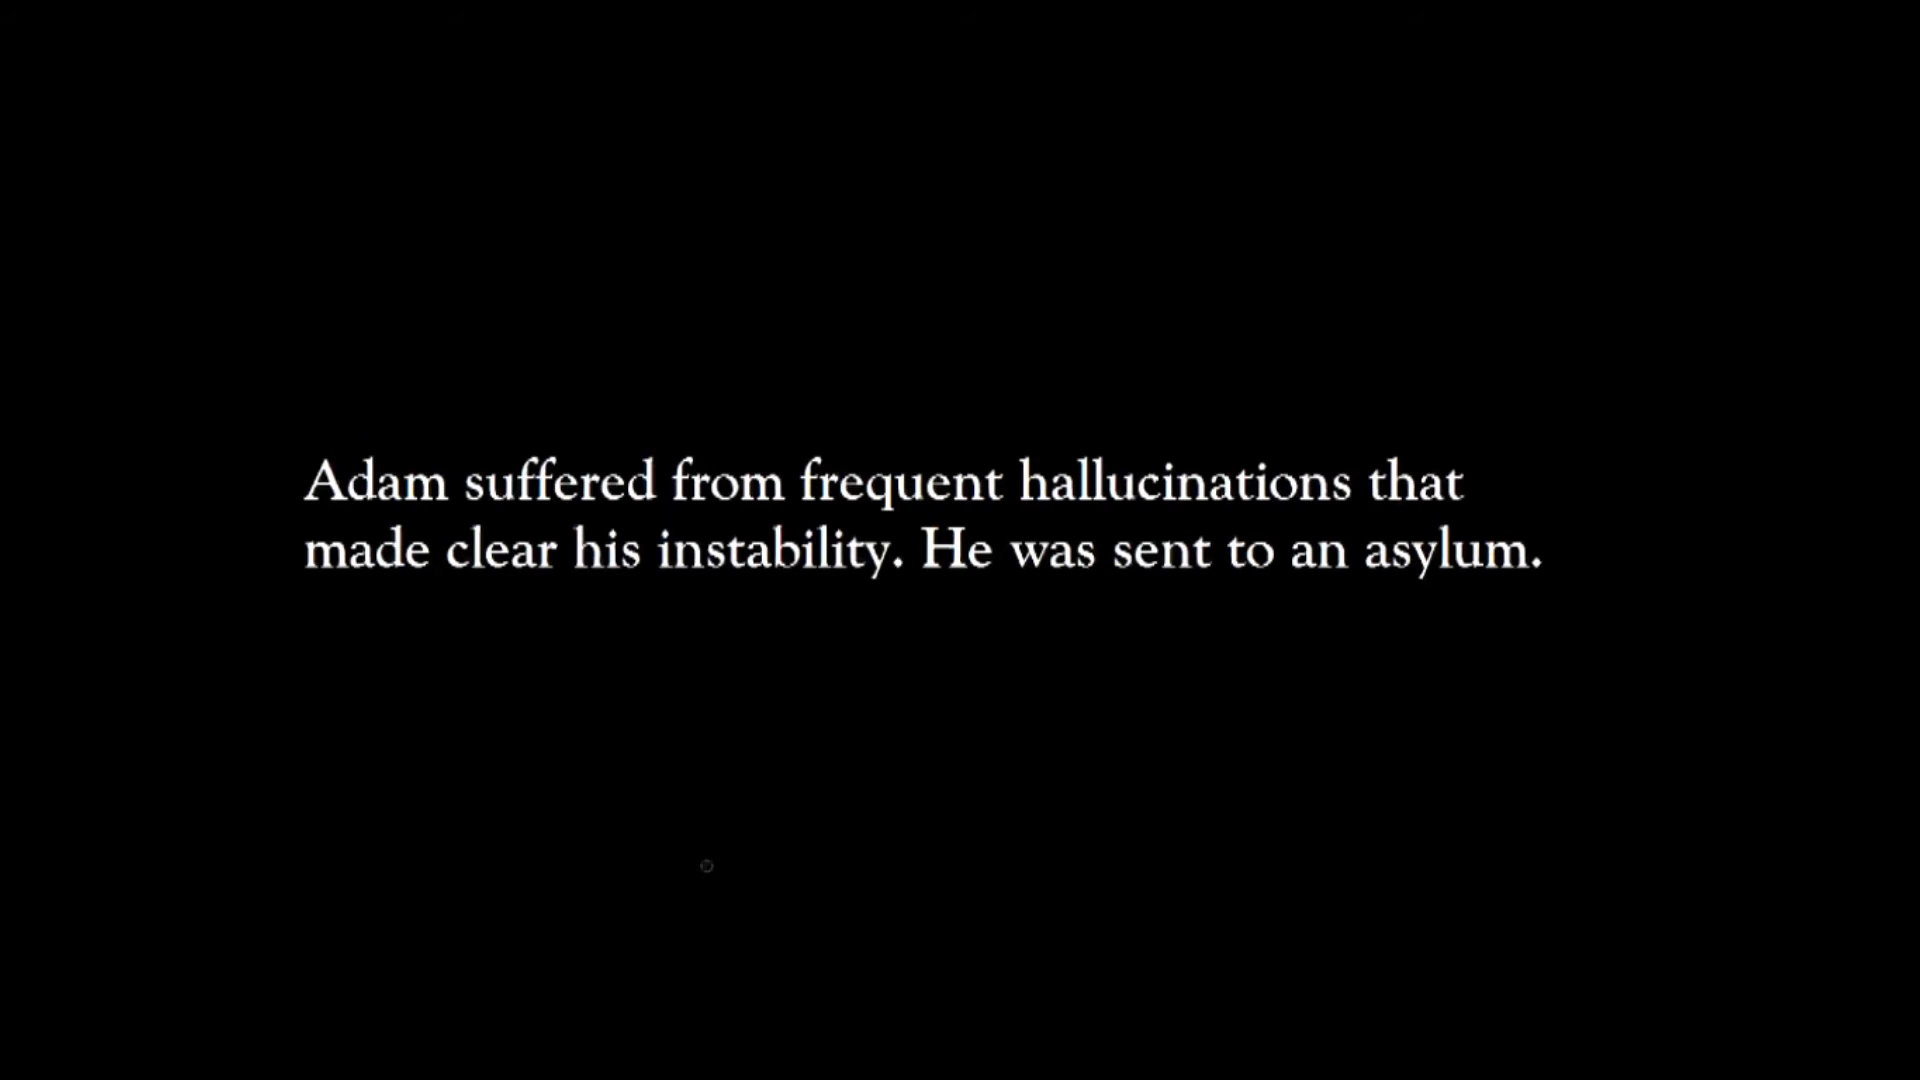 Adam suffered from frequent hallucinations that
made clear his instability. He was sent to an asylum.